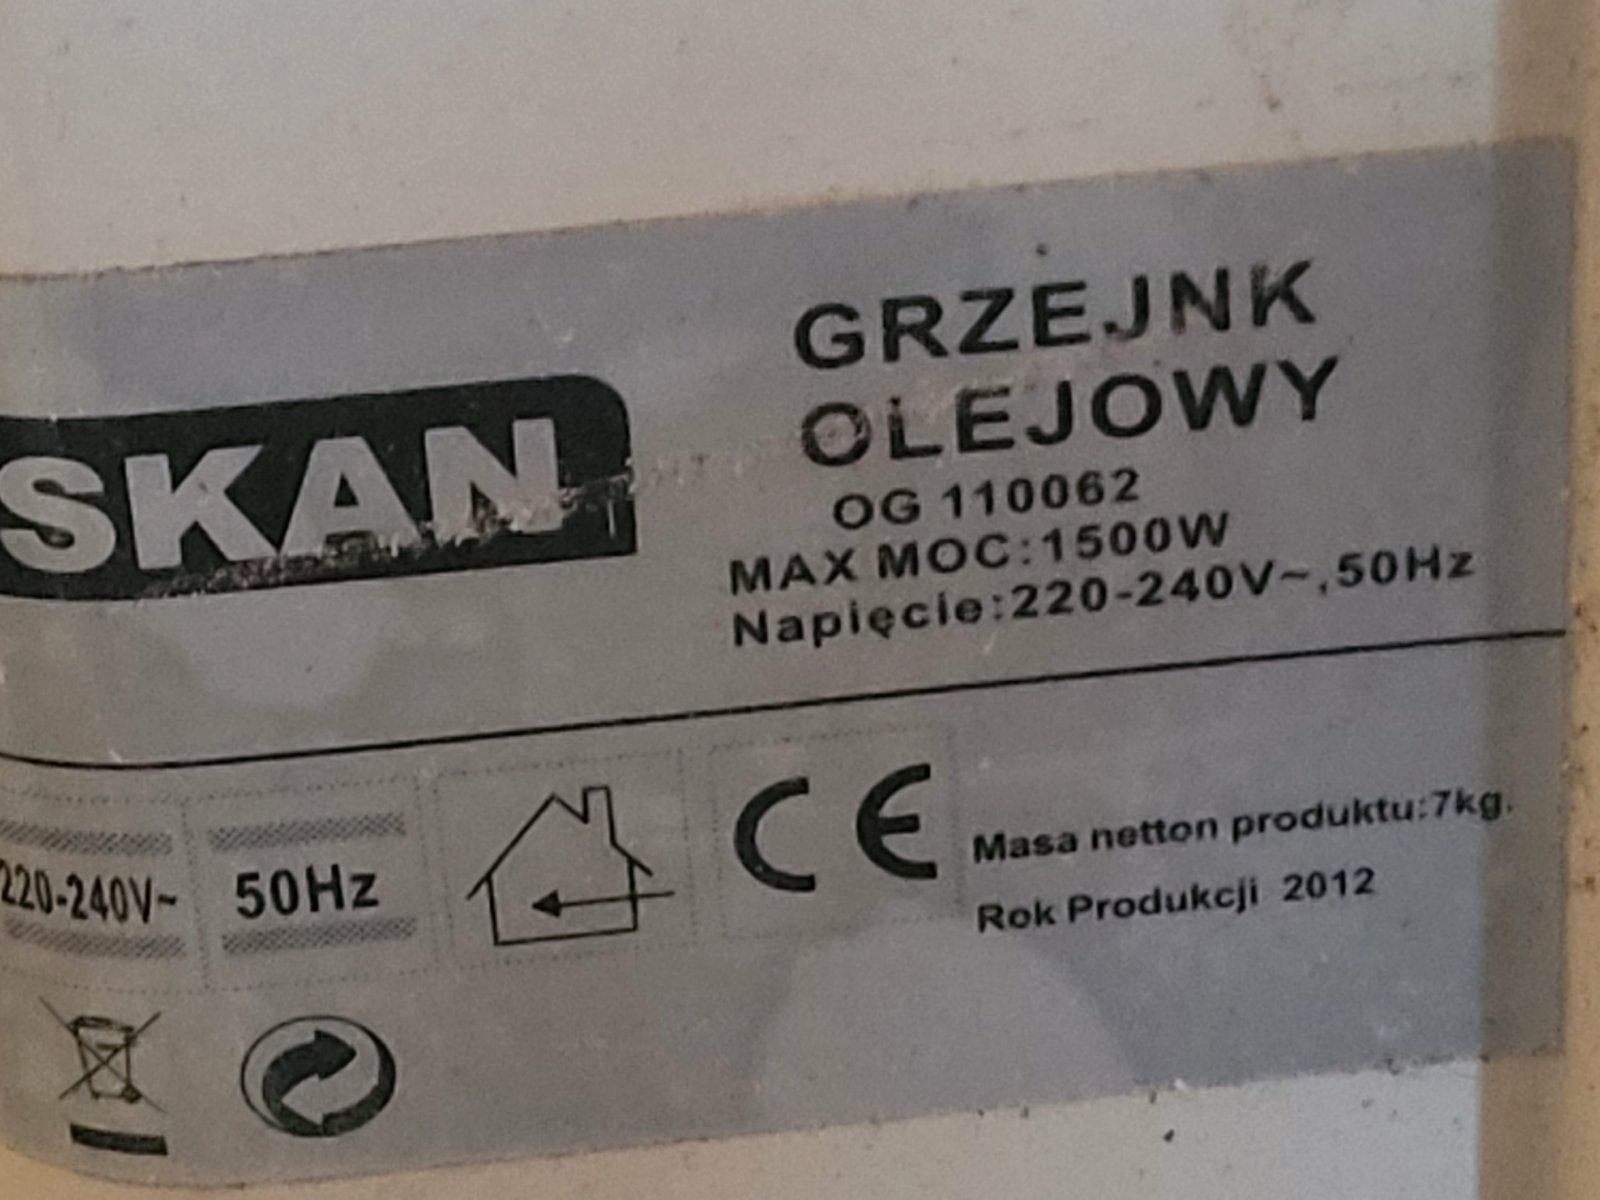 SKAN
GRZEJNK
OLEJOWY
OG 110062
MAX MOC:1500W
Napięcie:220-240V~,50Hz
220-240V~
50Hz
CE
Masa netton produktu:7kg.
Rok Produkcji 2012